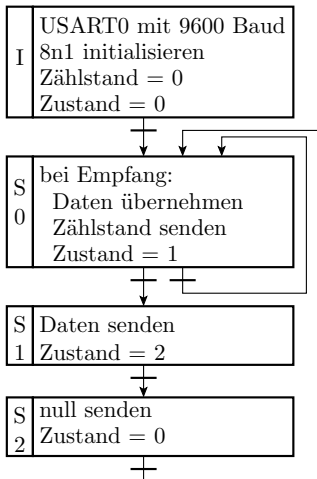 I
USART0 mit 9600 Baud
8n1 initialisieren
Zählstand = 0
Zustand = 0
S
0
bei Empfang:
Daten übernehmen
Zählstand senden
Zustand = 1
S
1
Daten senden
Zustand = 2
S
2
null senden
Zustand = 0